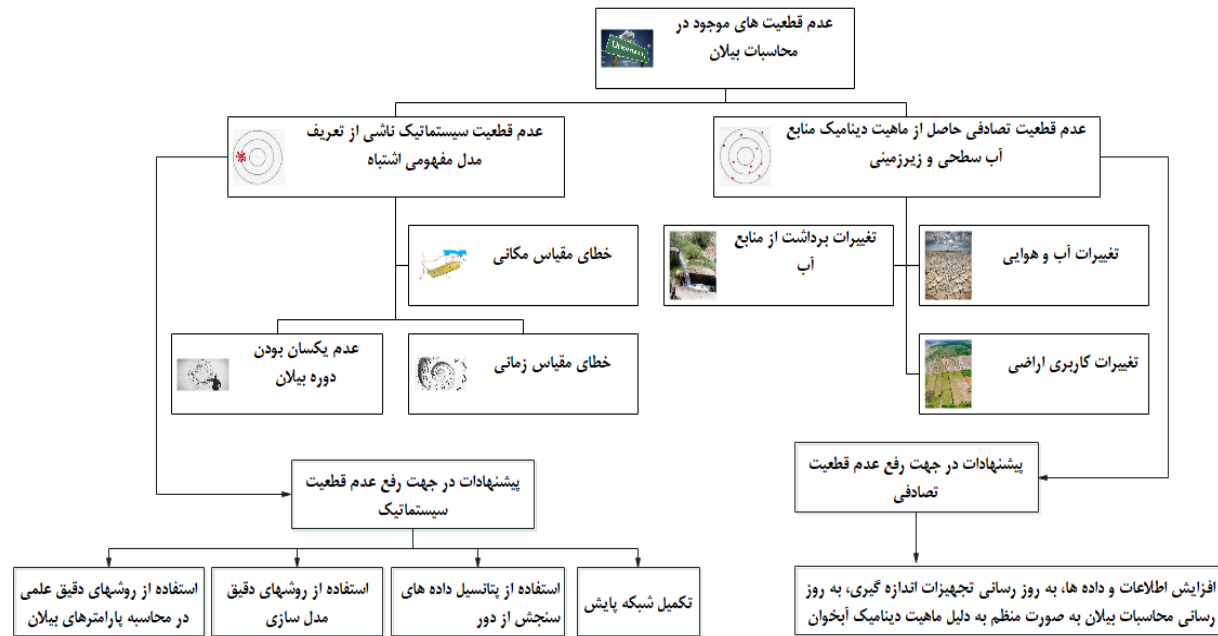 عدم قطعیت های موجود در
محاسبات بیلان
عدم قطعیت تصادفی حاصل از ماهیت دینامیک منابع
آب سطحی و زیرزمینی
عدم قطعیت سیستماتیک ناشی از تعریف
مدل مفهومی اشتباه
تغییرات آب و هوایی
تغییرات برداشت از منابع
آب
خطای مقیاس مکانی
تغییرات کاربری اراضی
خطای مقیاس زمانی
عدم یکسان بودن
دوره بیلان
پیشنهادات در جهت رفع عدم قطعیت
تصادفی
پیشنهادات در جهت رفع عدم قطعیت
سیستماتیک
افزایش اطلاعات و داده ها، به روز رسانی تجهیزات اندازه گیری، به روز
رسانی محاسبات بیلان به صورت منظم به دلیل ماهیت دینامیک آبخوان
تکمیل شبکه پایش
استفاده از پتانسیل داده های
سنجش از دور
استفاده از روشهای دقیق
مدل سازی
استفاده از روشهای دقیق علمی
در محاسبه پارامترهای بیلان